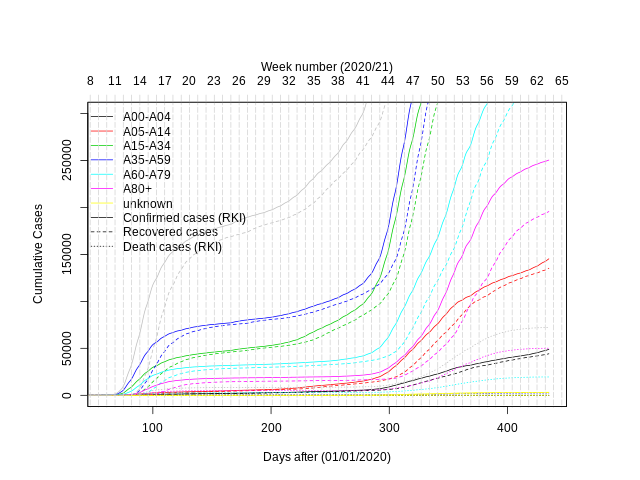 Week number (2020/21)
8 11 14 17 20 23 26 29 32 35 38 41 44 47 50 53 56 59 62 65
A00-A04
A05-A14
A15-A34
A35-A59
A60-A79
A80+
unknown
Confirmed cases (RKI)
Recovered cases
Death cases (RKI)
Cumulative Cases
250000
150000
50000
0
100 200 300 400
Days after (01/01/2020)